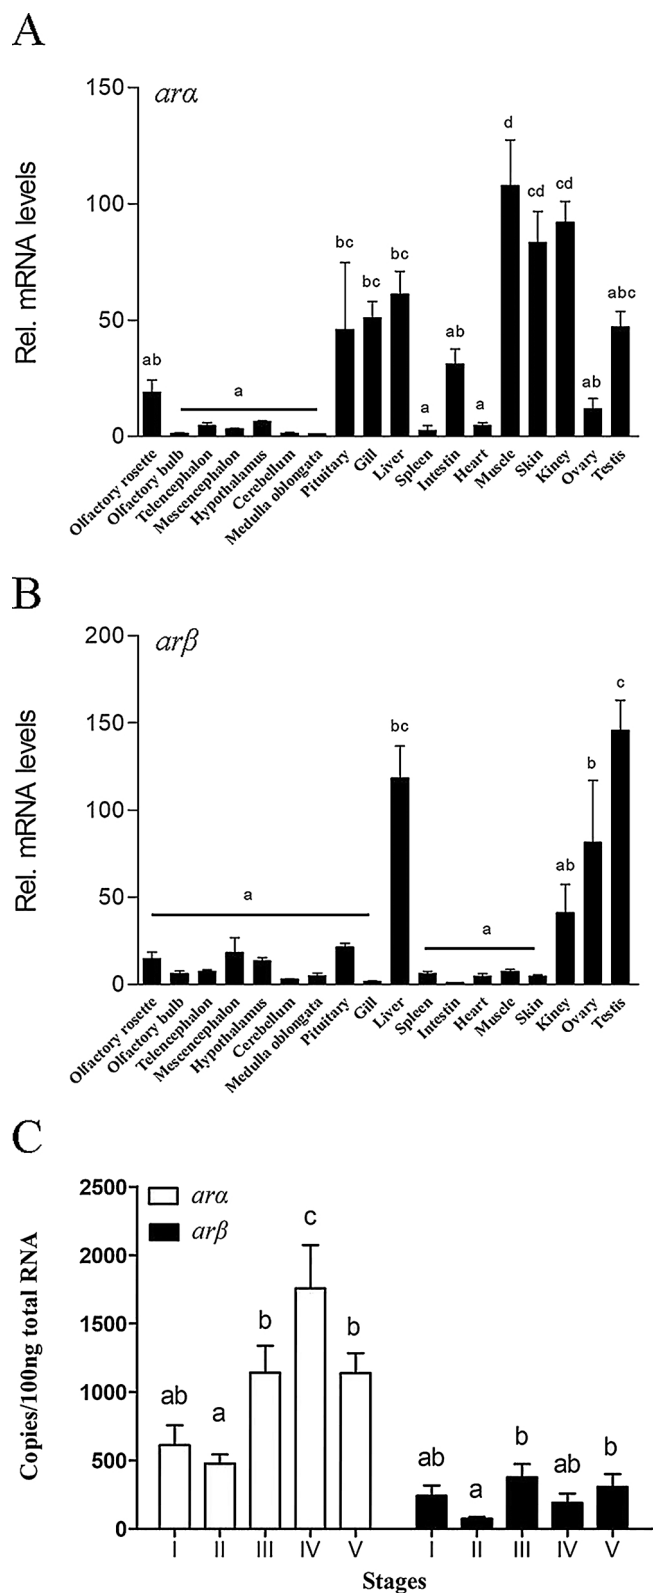 A
arα
Rel. mRNA levels
150
100
50
0
ab
a
bc
bc
bc
a
ab
a
d
cd
cd
ab
abc
Olfactory rosette
Olfactory bulb
Telencephalon
Mescencephalon
Hypothalamus
Cerebellum
Medulla oblongata
Pituitary
Gill
Liver
Spleen
Intestin
Heart
Muscle
Skin
Kiney
Ovary
Testis
B
arβ
Rel. mRNA levels
200
150
100
50
0
a
bc
a
ab
b
c
Olfactory rosette
Olfactory bulb
Telencephalon
Mescencephalon
Hypothalamus
Cerebellum
Medulla oblongata
Pituitary
Gill
Liver
Spleen
Intestin
Heart
Muscle
Skin
Kiney
Ovary
Testis
C
arα
arβ
Copies/100ng total RNA
2500
2000
1500
1000
500
0
ab
a
b
c
b
ab
a
b
ab
b
I II III IV V I II III IV V
Stages